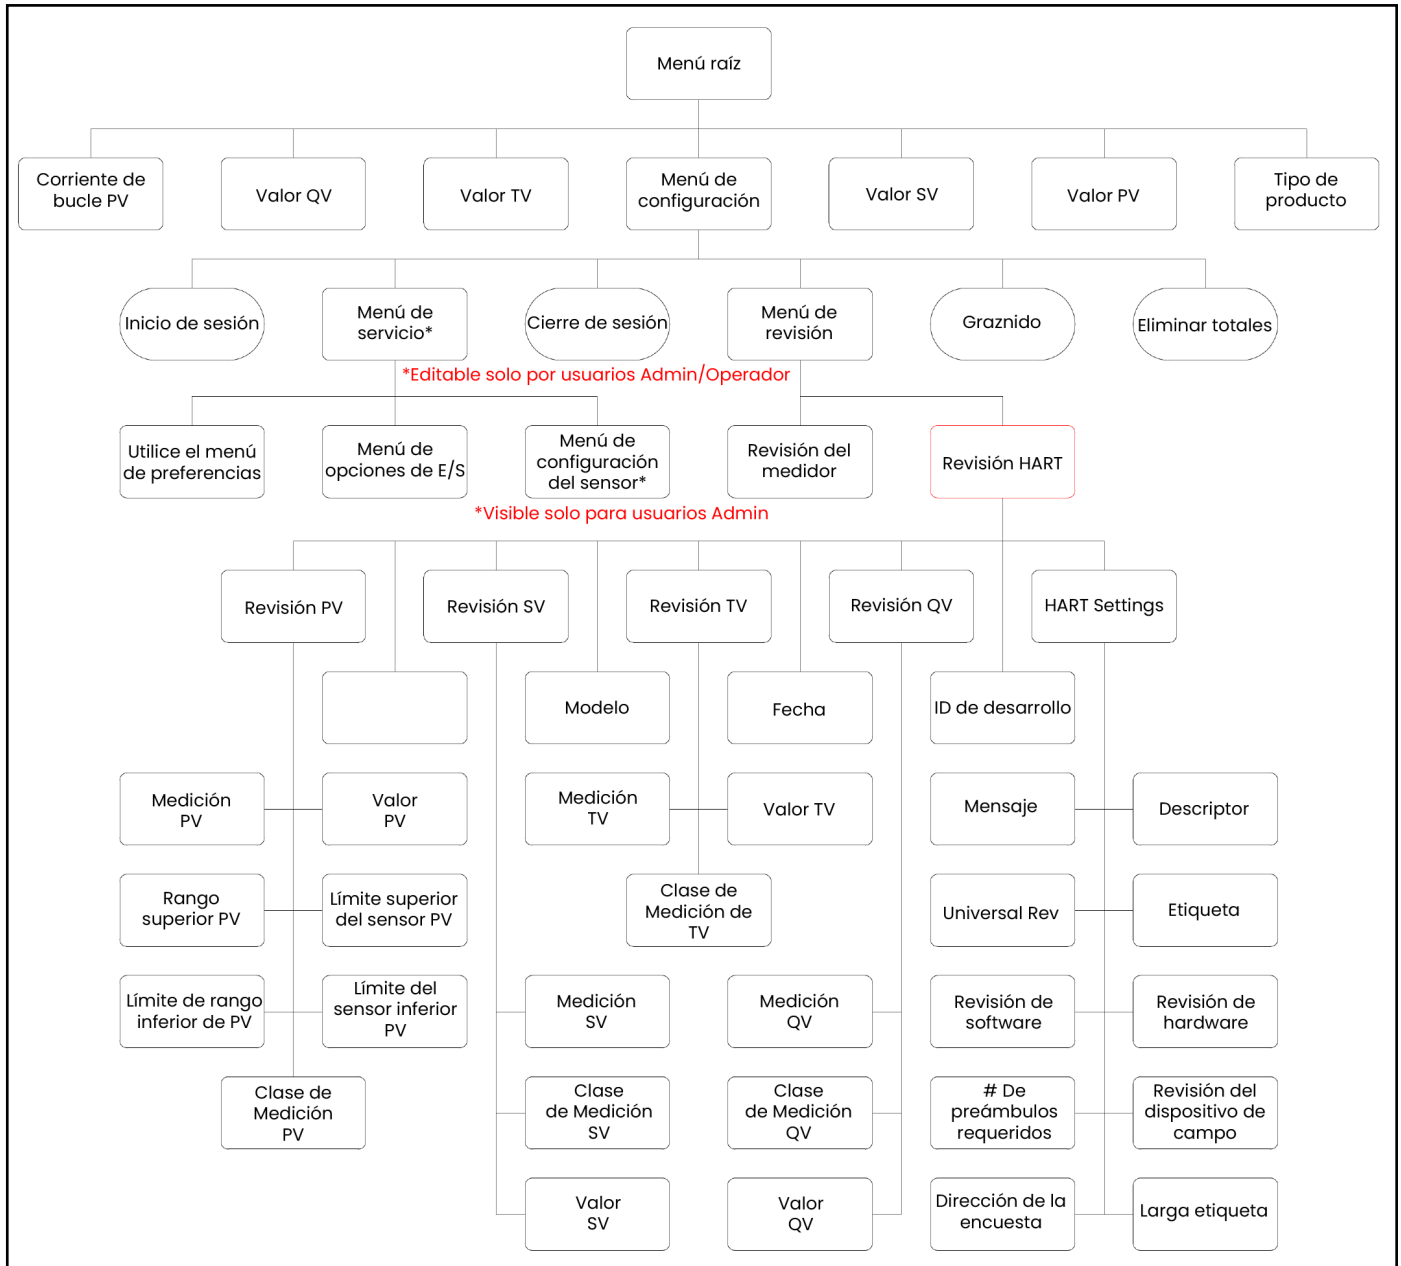 Menú raíz
Corriente de
bucle PV
Valor QV
Valor TV
Menú de
configuración
Valor SV
Valor PV
Tipo de
producto
Inicio de sesión
Menú de
servicio*
Cierre de sesión
Menú de
revisión
Graznido
Eliminar totales
*Editable solo por usuarios Admin/Operador
Utilice el menú
de preferencias
Menú de
opciones de E/S
Menú de
configuración
del sensor*
Revisión del
medidor
Revisión HART
*Visible solo para usuarios Admin
Revisión PV
Revisión SV
Revisión TV
Revisión QV
HART Settings
Modelo
Fecha
ID de desarrollo
Medición
PV
Valor
PV
Medición
TV
Valor TV
Mensaje
Descriptor
Rango
superior PV
Límite superior
del sensor PV
Clase de
Medición de
TV
Universal Rev
Etiqueta
Límite de rango
inferior de PV
Límite del
sensor inferior
PV
Medición
SV
Medición
QV
Revisión de
software
Revisión de
hardware
Clase de
Medición
PV
Clase
de Medición
SV
Clase
de Medición
QV
# De
preámbulos
requeridos
Revisión del
dispositivo de
campo
Valor
SV
Valor
QV
Dirección de la
encuesta
Larga etiqueta